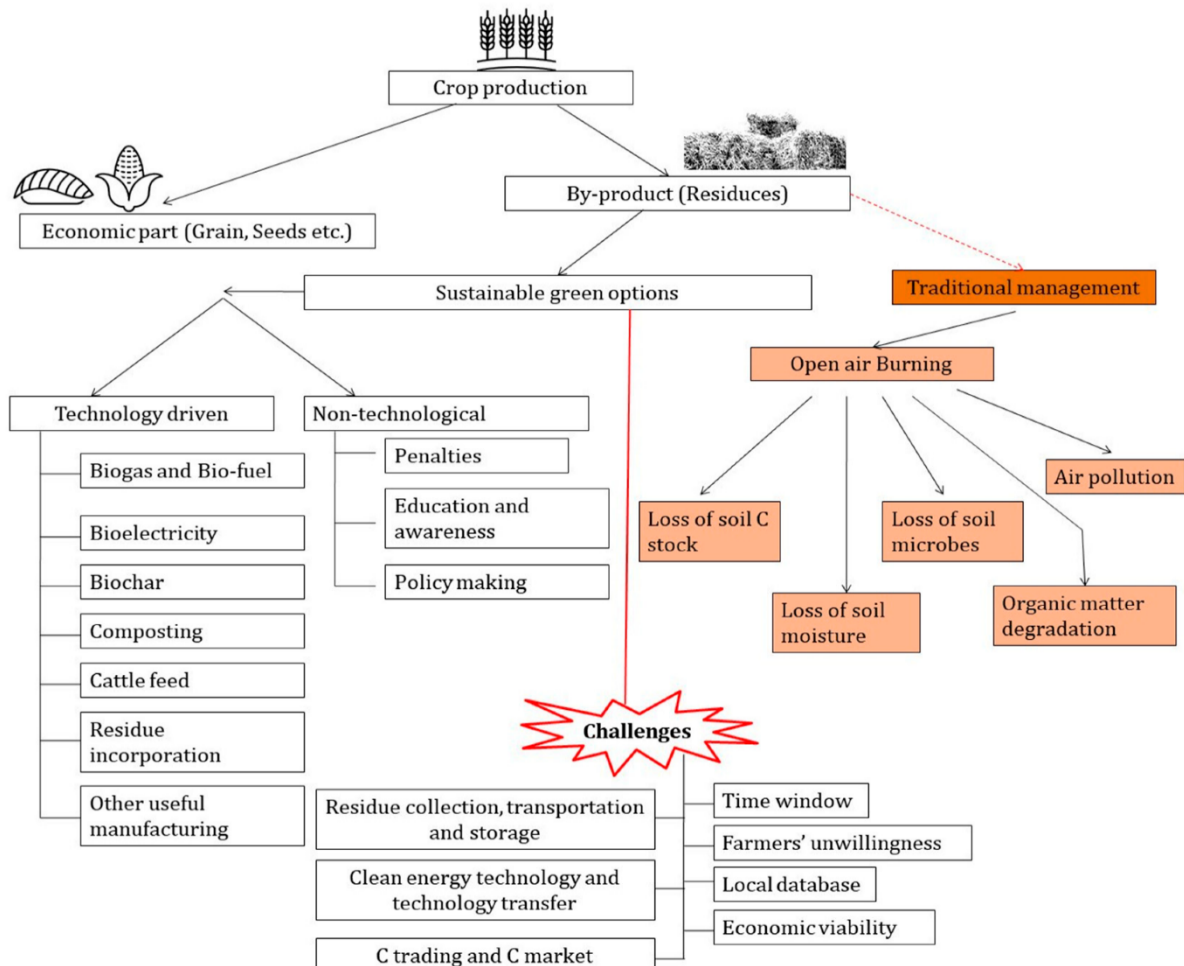 Crop production
By-product (Residuces)
Economic part (Grain, Seeds etc.)
Sustainable green options
Traditional management
Open air Burning
Technology driven
Non-technological
Biogas and Bio-fuel
Bioelectricity
Biochar
Composting
Cattle feed
Residue
incorporation
Other useful
manufacturing
Penalties
Education and
awareness
Policy making
Loss of soil C
stock
Loss of soil
moisture
Loss of soil
microbes
Organic matter
degradation
Air pollution
Challenges
Residue collection, transportation
and storage
Clean energy technology and
technology transfer
C trading and C market
Time window
Farmers’ unwillingness
Local database
Economic viability